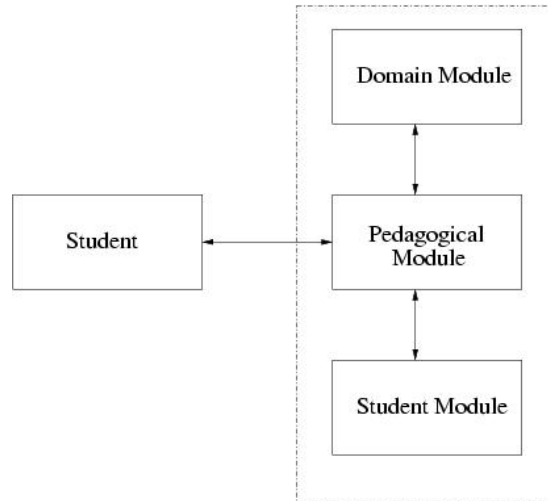 Domain Module
Student
Pedagogical
Module
Student Module